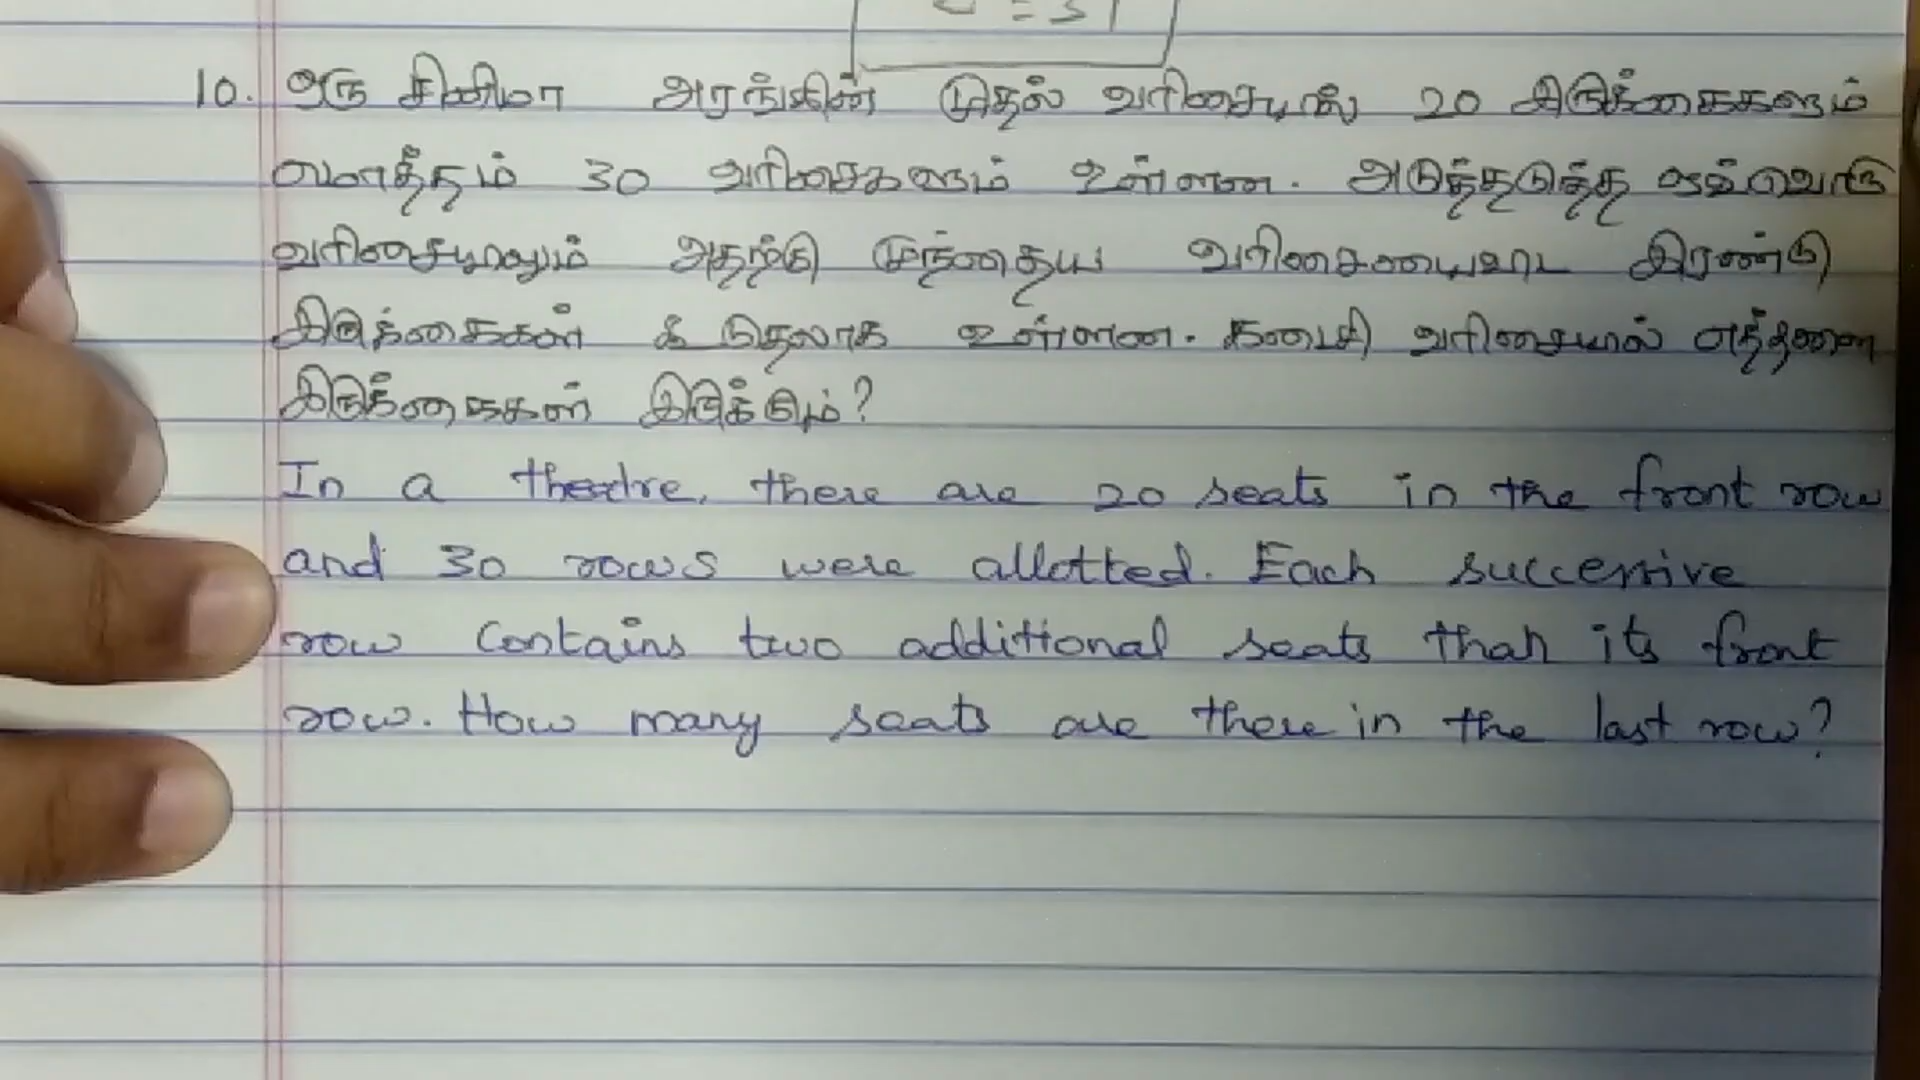 10. ஒரு சினிமா அரங்கின் முதல் வரிசையில் 20 இருக்கைகளும்
மொத்தம் 30 வரிசைகளும் உள்ளன. அடுத்தடுத்த ஒவ்வொரு
வரிசையிலும் அதற்கு முந்தைய வரிசையைவிட இரண்டு
இருக்கைகள் கூடுதலாக உள்ளன. கடைசி வரிசையில் எத்தனை
இருக்கைகள் இருக்கும்?
In a theatre, there are 20 seats in the front row
and 30 rows were allotted. Each successive
row contains two additional seats than its front
row. How many seats are there in the last row?